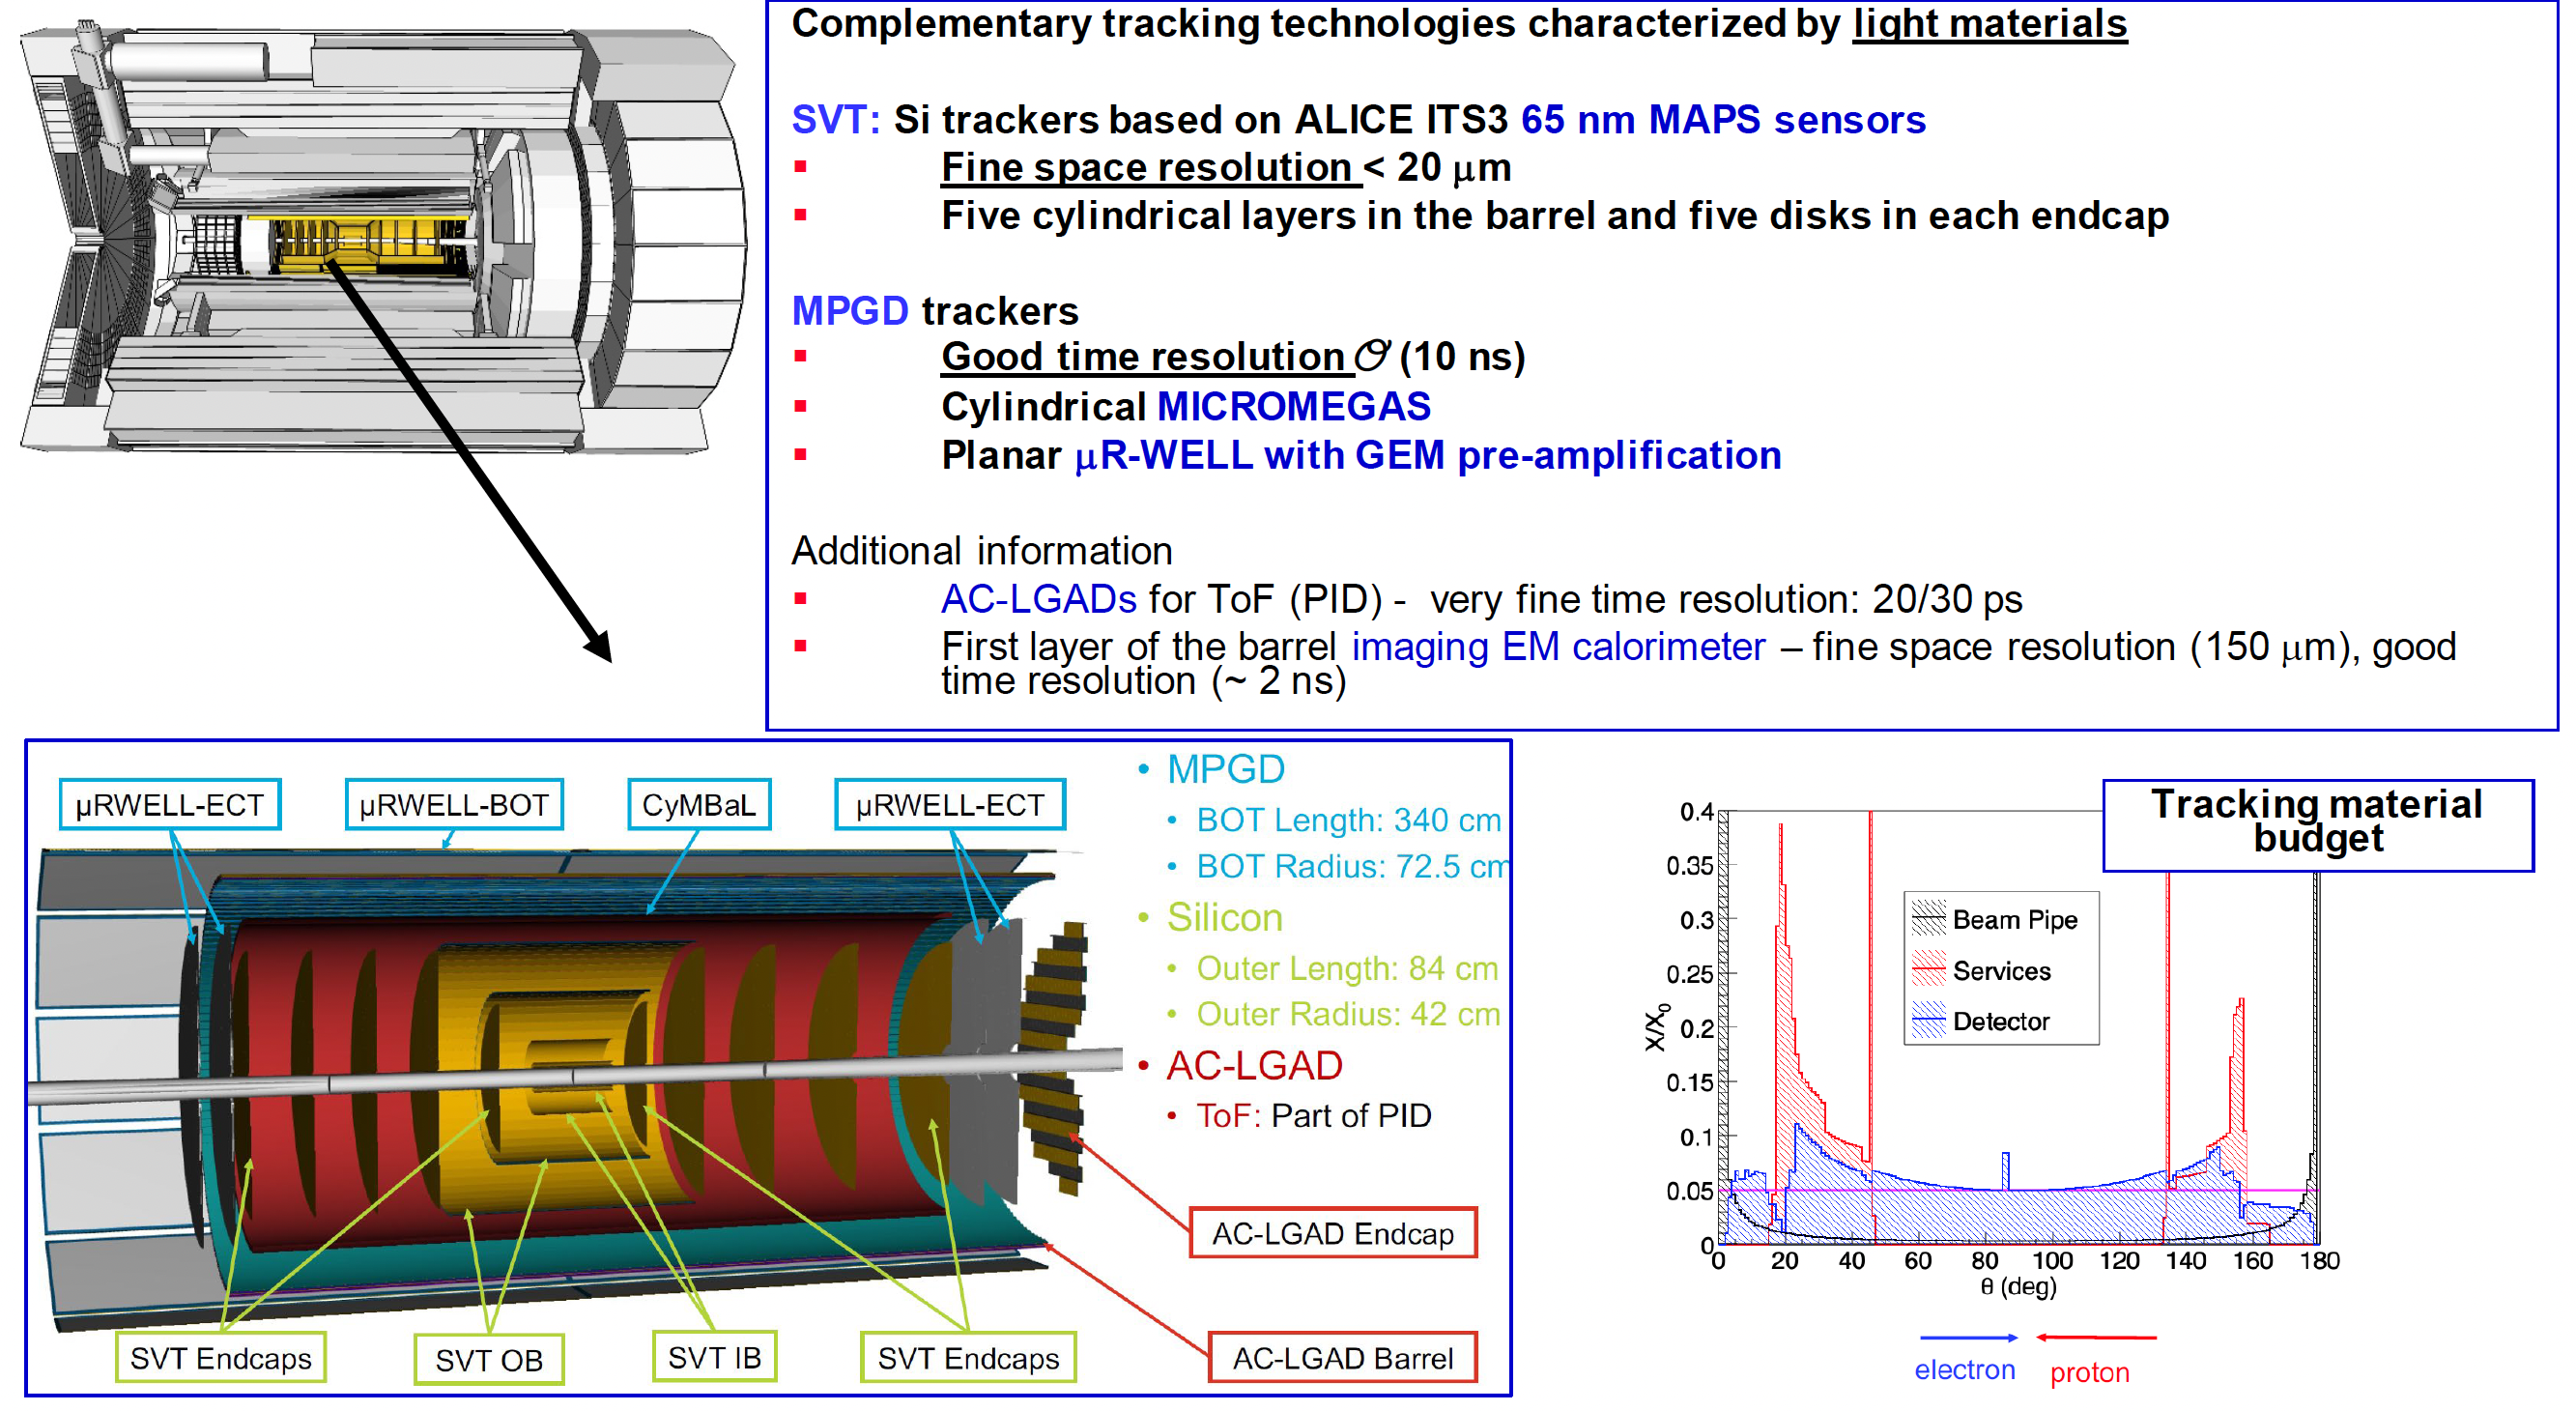 Complementary tracking technologies characterized by light materials
SVT: Si trackers based on ALICE ITS3 65 nm MAPS sensors
▪ Fine space resolution < 20 μm
▪ Five cylindrical layers in the barrel and five disks in each endcap
MPGD trackers
▪ Good time resolution 𝒪 (10 ns)
▪ Cylindrical MICROMEGAS
▪ Planar μR-WELL with GEM pre-amplification
Additional information
▪ AC-LGADs for ToF (PID) - very fine time resolution: 20/30 ps
▪ First layer of the barrel imaging EM calorimeter – fine space resolution (150 μm), good
time resolution (~ 2 ns)
µRWELL-ECT
µRWELL-BOT
CyMBaL
µRWELL-ECT
• MPGD
• BOT Length: 340 cm
• BOT Radius: 72.5 cm
• Silicon
• Outer Length: 84 cm
• Outer Radius: 42 cm
• AC-LGAD
• ToF: Part of PID
AC-LGAD Endcap
AC-LGAD Barrel
SVT Endcaps
SVT OB
SVT IB
SVT Endcaps
Tracking material
budget
X/X0
0.4
0.35
0.3
0.25
0.2
0.15
0.1
0.05
0
Beam Pipe
Services
Detector
0 20 40 60 80 100 120 140 160 180
θ (deg)
electron
proton